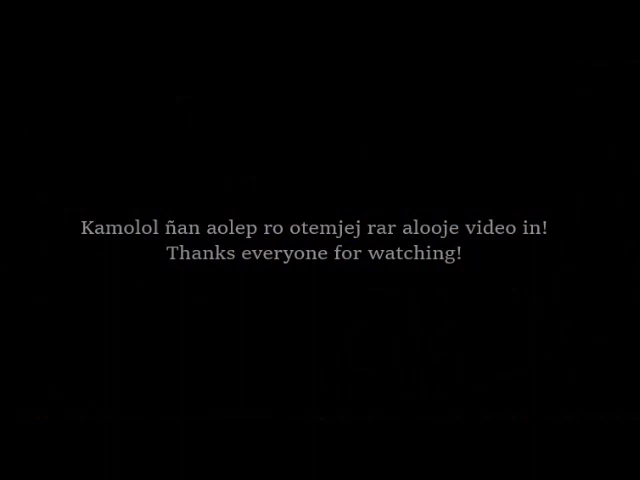 Kamolol ñan aolep ro otemjej rar alooje video in!
Thanks everyone for watching!